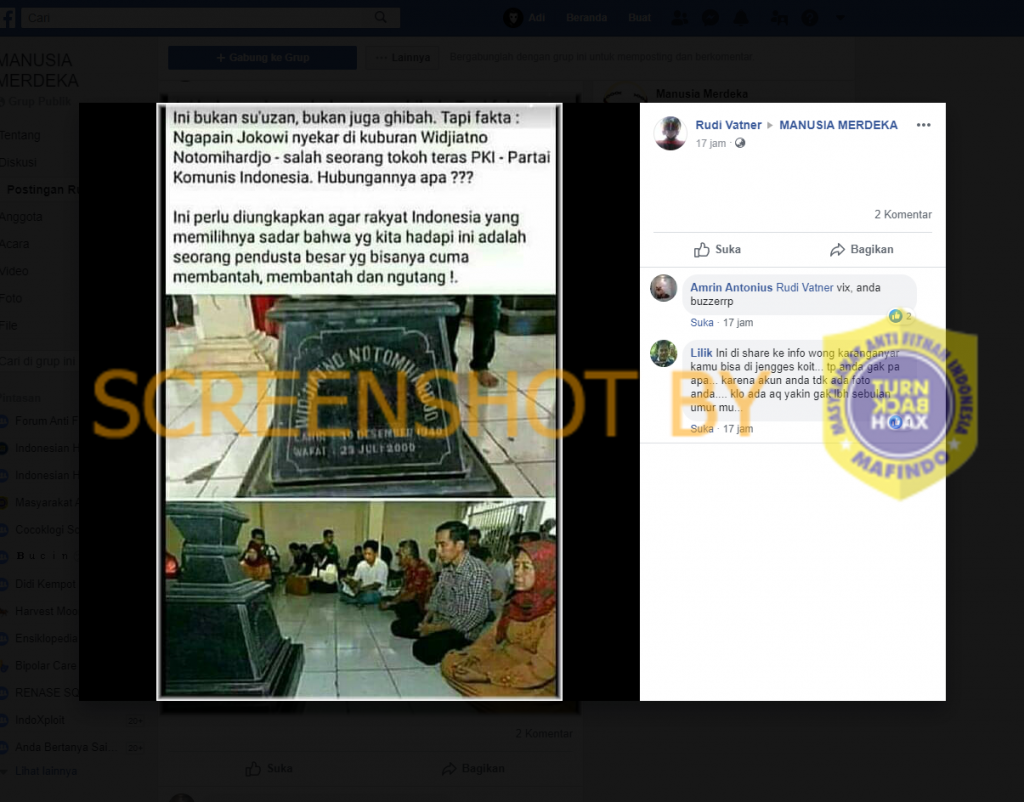 Cari
Adi
Beranda
Buat
MANUSIA
MERDEKA
Grup Publik
+ Gabung ke Grup
Lainnya
Bergabunglah dengan grup ini untuk memposting dan berkomentar.
Manusia Merdeka
Tentang
Diskusi
Anggota
Acara
Video
Foto
File
Cari di grup ini
Forum Anti F
Indonesian H
Indonesian H
Masyarakat A
Cocoklogi Sc
Bucin
Didi Kempot
Harvest Moo
Ensiklopedia
Bipolar Care
RENASE SC
IndoXploit
20+
Anda Bertanya Sai...
20+
Lihat lainnya
Ini bukan su'uzan, bukan juga ghibah. Tapi fakta :
Ngapain Jokowi nyekar di kuburan Widjiatno
Notomihardjo - salah seorang tokoh teras PKI - Partai
Komunis Indonesia. Hubungannya apa ???
Ini perlu diungkapkan agar rakyat Indonesia yang
memilihnya sadar bahwa yg kita hadapi ini adalah
seorang pendusta besar yg bisanya cuma
membantah, membantah dan ngutang !.
NOTOMIHARDJO
LAHIR : 10 DESEMBER 1940
WAFAT : 23 JULI 2000
SCREENSHOT BY
Rudi Vatner ▸ MANUSIA MERDEKA
17 jam
2 Komentar
Suka
Bagikan
Amrin Antonius Rudi Vatner vix, anda
buzzerrp
2
Suka · 17 jam
Lilik Ini di share ke info wong karanganyar
kamu bisa di jengges koit... tp anda gak pa
apa... karena akun anda tdk ada foto
anda.... klo ada aq yakin gak lbh sebulan
umur mu...
Suka · 17 jam
MASYARAKAT ANTI FITNAH INDONESIA
TURN
BACK
HOAX
MAFINDO
2 Komentar
Suka
Bagikan